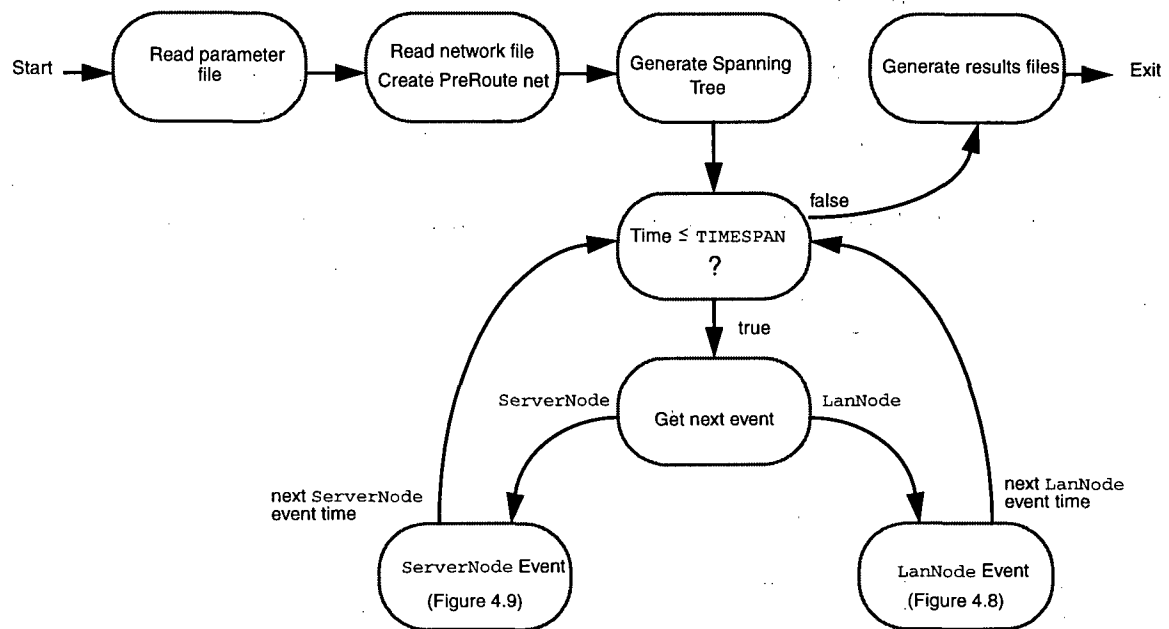 Start
Read parameter
file
Read network file
Create PreRoute net
Generate Spanning
Tree
Generate results files
Exit
false
Time ≤ TIMESPAN
?
true
ServerNode
LanNode
Get next event
next ServerNode
event time
next LanNode
event time
ServerNode Event
(Figure 4.9)
LanNode Event
(Figure 4.8)